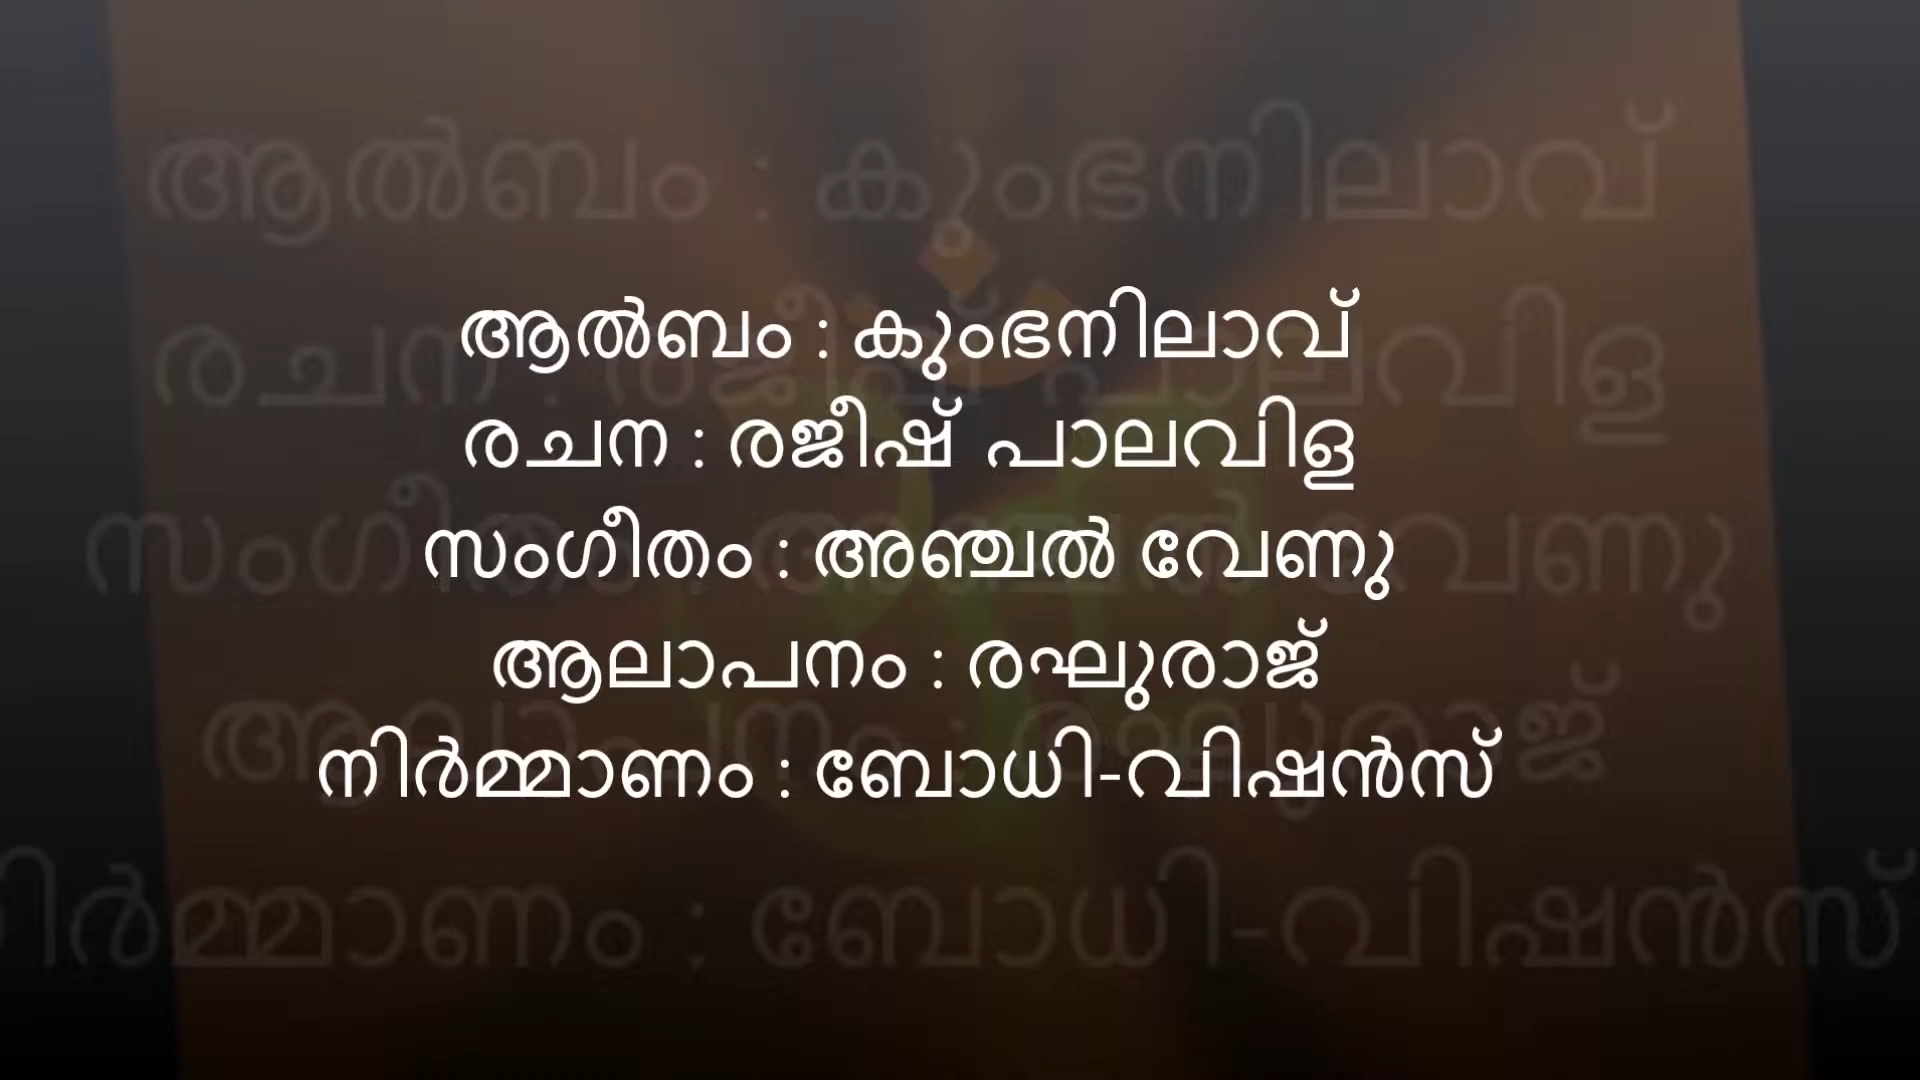 ആൽബം : കുംഭനിലാവ്
രചന : രജീഷ് പാലവിള
സംഗീതം : അഞ്ചൽ വേണു
ആലാപനം : രഘുരാജ്
നിർമ്മാണം : ബോധി-വിഷൻസ്